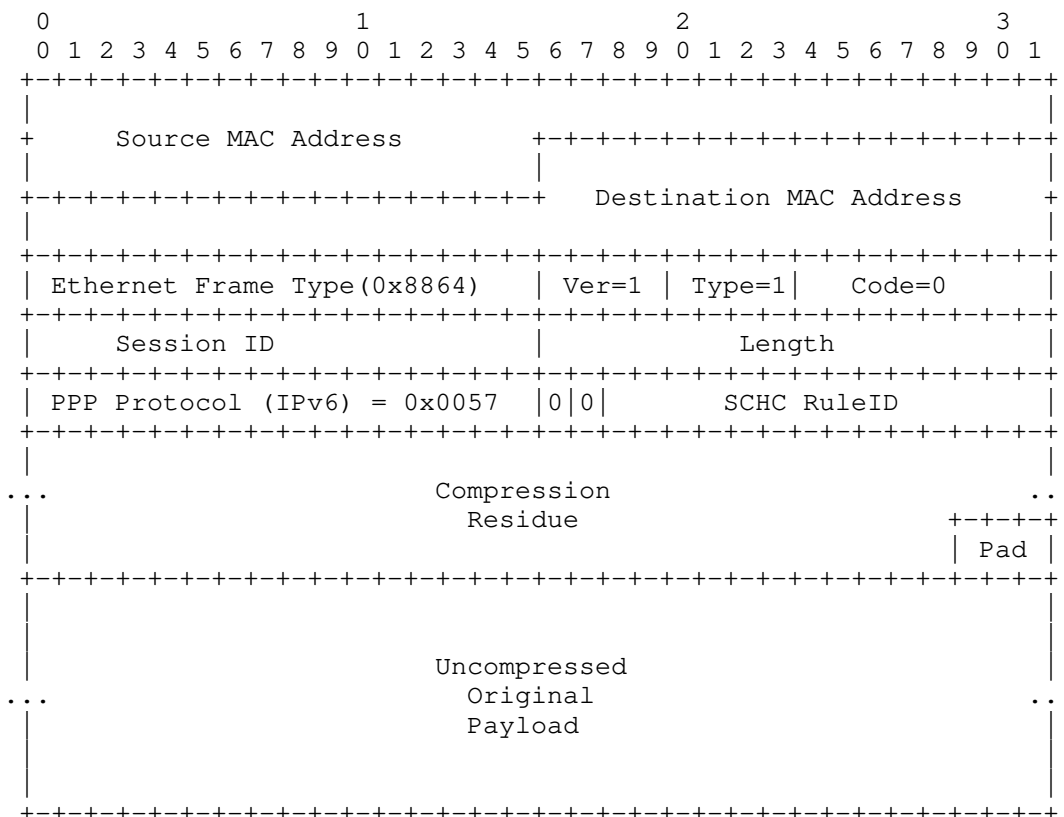 0                   1                   2                   3
0 1 2 3 4 5 6 7 8 9 0 1 2 3 4 5 6 7 8 9 0 1 2 3 4 5 6 7 8 9 0 1
+-+-+-+-+-+-+-+-+-+-+-+-+-+-+-+-+-+-+-+-+-+-+-+-+-+-+-+-+-+-+-+-+
|                                                               |
+     Source MAC Address        +-+-+-+-+-+-+-+-+-+-+-+-+-+-+-+-+
|                               |                               |
+-+-+-+-+-+-+-+-+-+-+-+-+-+-+-+-+   Destination MAC Address     +
|                                                               |
+-+-+-+-+-+-+-+-+-+-+-+-+-+-+-+-+-+-+-+-+-+-+-+-+-+-+-+-+-+-+-+-+
| Ethernet Frame Type(0x8864)   | Ver=1 | Type=1|   Code=0      |
+-+-+-+-+-+-+-+-+-+-+-+-+-+-+-+-+-+-+-+-+-+-+-+-+-+-+-+-+-+-+-+-+
|     Session ID                |            Length             |
+-+-+-+-+-+-+-+-+-+-+-+-+-+-+-+-+-+-+-+-+-+-+-+-+-+-+-+-+-+-+-+-+
| PPP Protocol (IPv6) = 0x0057  |0|0|       SCHC RuleID         |
+-+-+-+-+-+-+-+-+-+-+-+-+-+-+-+-+-+-+-+-+-+-+-+-+-+-+-+-+-+-+-+-+
|                                                               |
...                        Compression                          ..
|                            Residue                      +-+-+-+
|                                                         | Pad |
+-+-+-+-+-+-+-+-+-+-+-+-+-+-+-+-+-+-+-+-+-+-+-+-+-+-+-+-+-+-+-+-+
|                                                               |
|                                                               |
|                         Uncompressed                          |
...                         Original                            ..
|                           Payload                             |
|                                                               |
|                                                               |
+-+-+-+-+-+-+-+-+-+-+-+-+-+-+-+-+-+-+-+-+-+-+-+-+-+-+-+-+-+-+-+-+